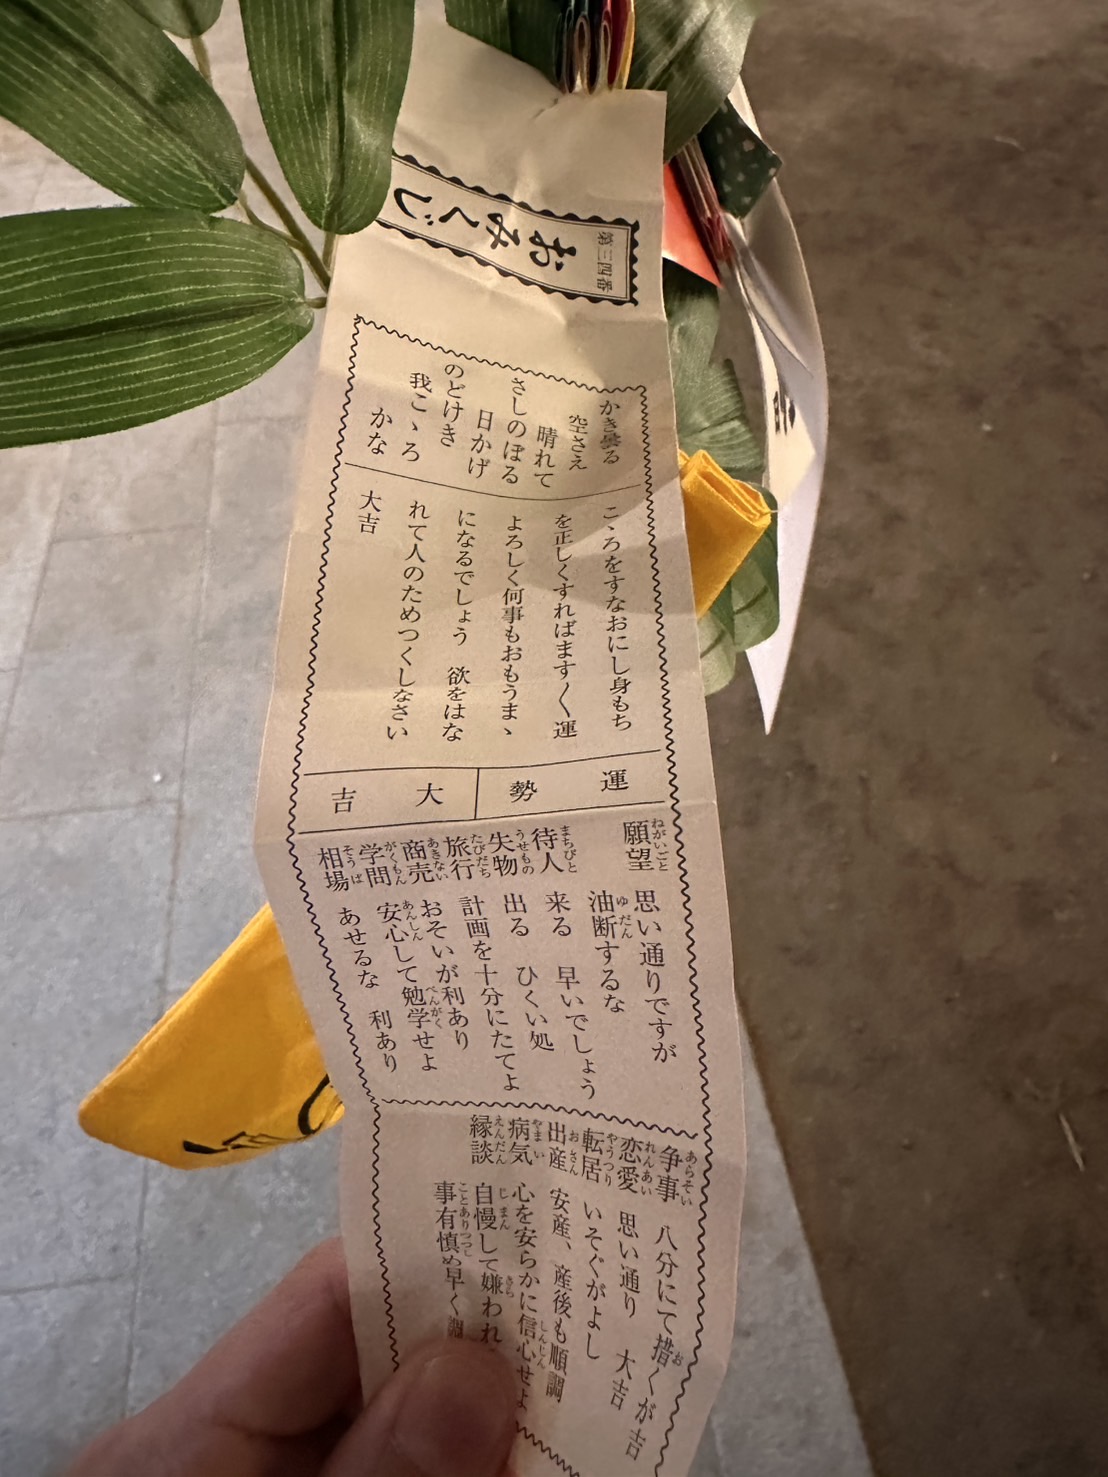 第三四番
おみくじ
かき曇る
空さえ
晴れて
さしのぼる
日かげ
のどけき
我こゝろ
かな
こゝろをすなおにし身もち
を正しくすればます〱運
よろしく何事もおもうまゝ
になるでしょう 欲をはな
れて人のためつくしなさい
大吉
運勢 大吉
願望 思い通りですが
油断するな
待人 来る 早いでしょう
失物 出る ひくい処
旅行 計画を十分にたてよ
商売 おそいが利あり
学問 安心して勉学せよ
相場 あせるな 利あり
争事 八分にて措くが吉
恋愛 思い通り 大吉
転居 いそぐがよし
出産 安産、産後も順調
病気 心を安らかに信心せよ
縁談 自慢して嫌われ
事有慎め早く